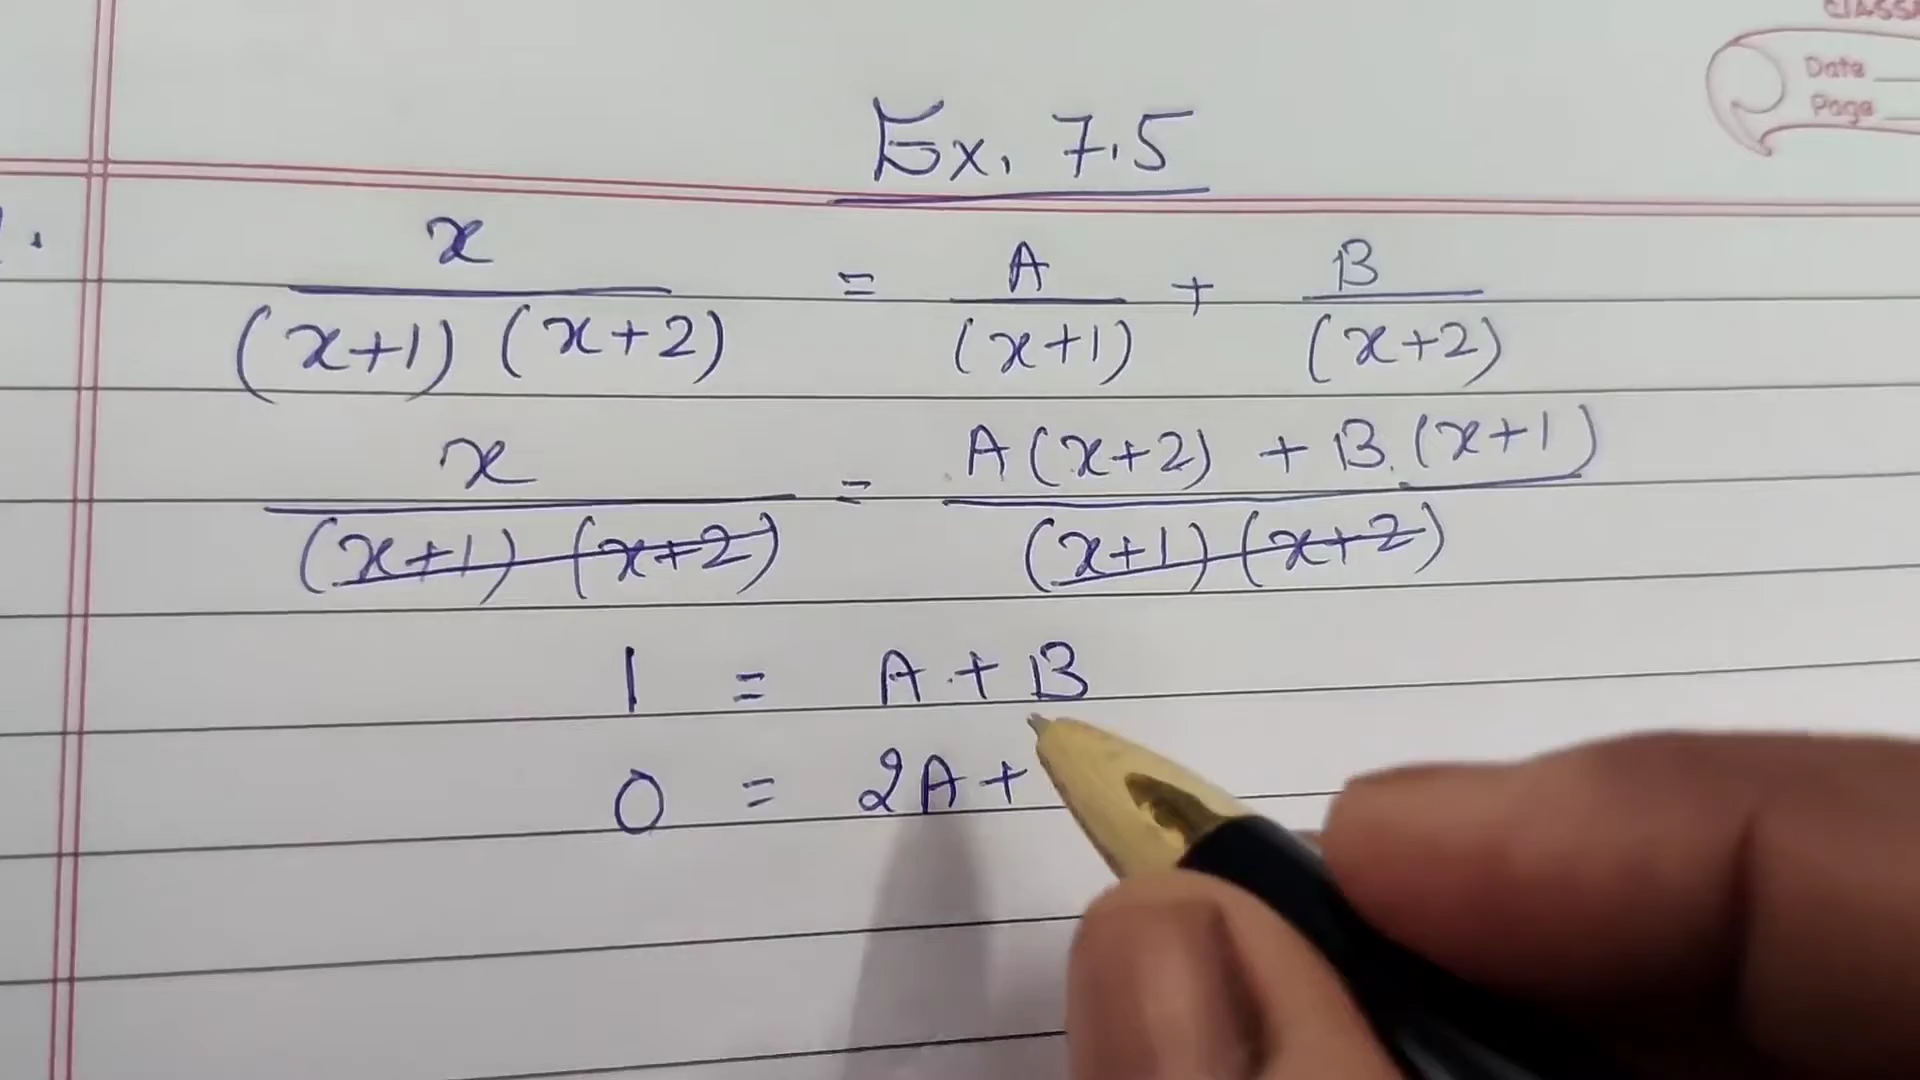 Date
Page
Ex. 7.5
x / (x+1) (x+2) = A / (x+1) + B / (x+2)
x / (x+1) (x+2) = A(x+2) + B.(x+1) / (x+1) (x+2)
1 = A + B
0 = 2A +